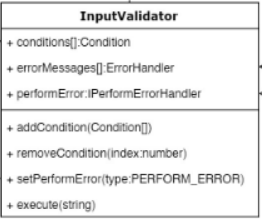 InputValidator
+ conditions[]:Condition
+ errorMessages[]:ErrorHandler
+ performError:IPerformErrorHandler
+ addCondition(Condition[])
+ removeCondition(index:number)
+ setPerformError(type:PERFORM_ERROR)
+ execute(string)